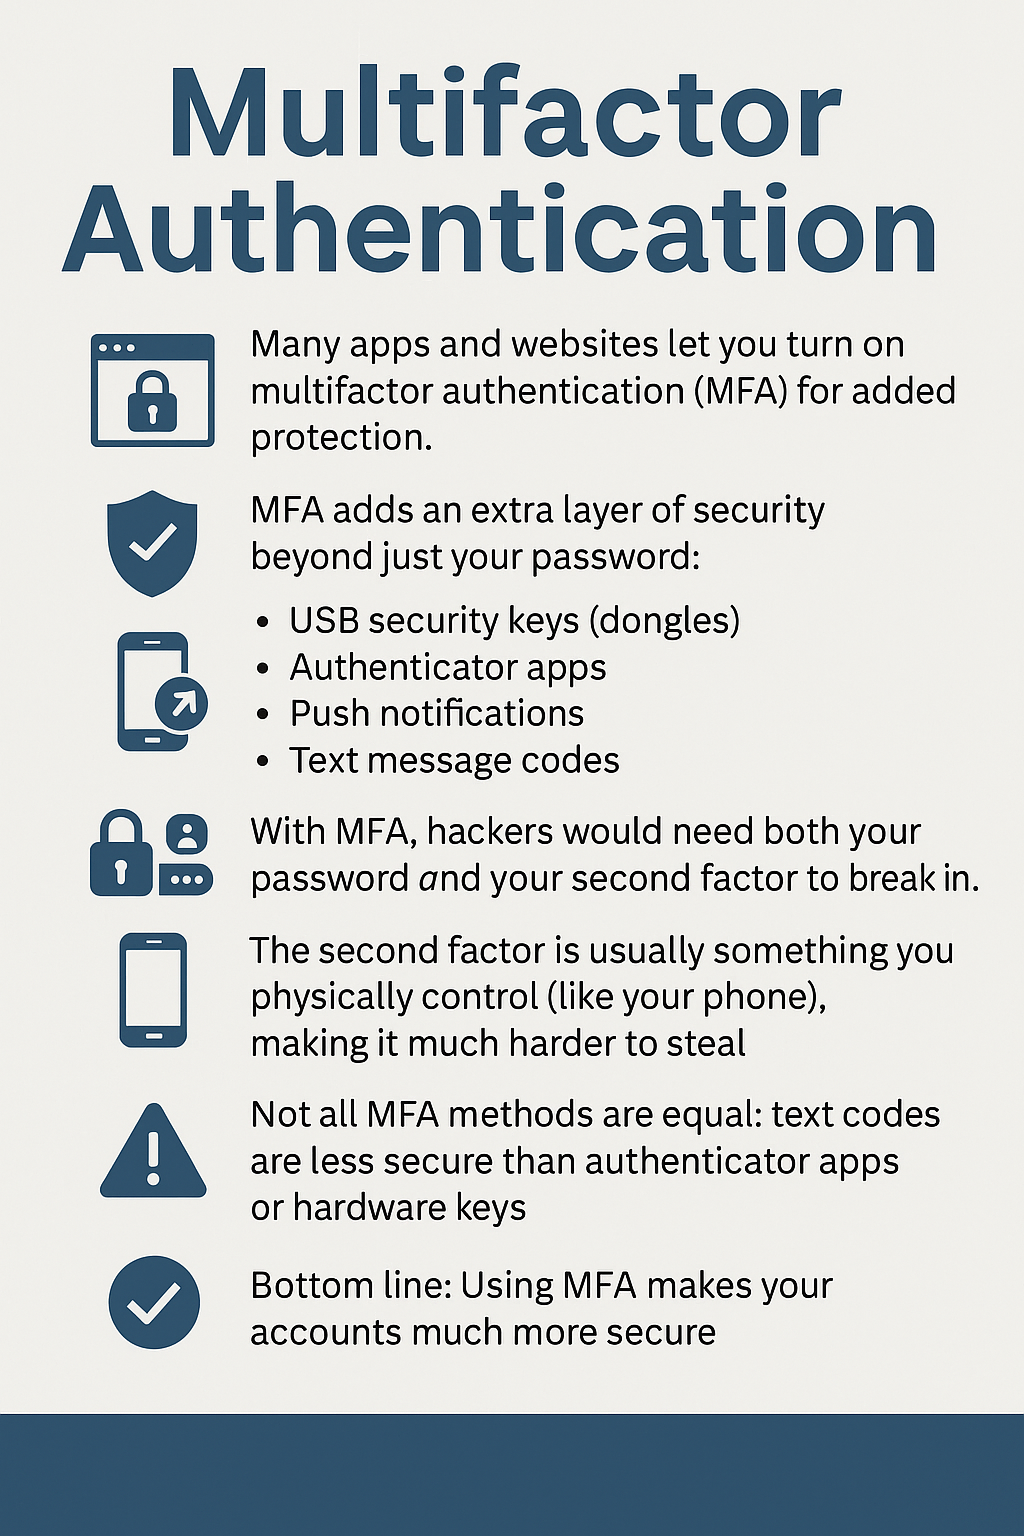 Multifactor
Authentication
Many apps and websites let you turn on
multifactor authentication (MFA) for added
protection.
MFA adds an extra layer of security
beyond just your password:
• USB security keys (dongles)
• Authenticator apps
• Push notifications
• Text message codes
With MFA, hackers would need both your
password and your second factor to break in.
The second factor is usually something you
physically control (like your phone),
making it much harder to steal
Not all MFA methods are equal: text codes
are less secure than authenticator apps
or hardware keys
Bottom line: Using MFA makes your
accounts much more secure